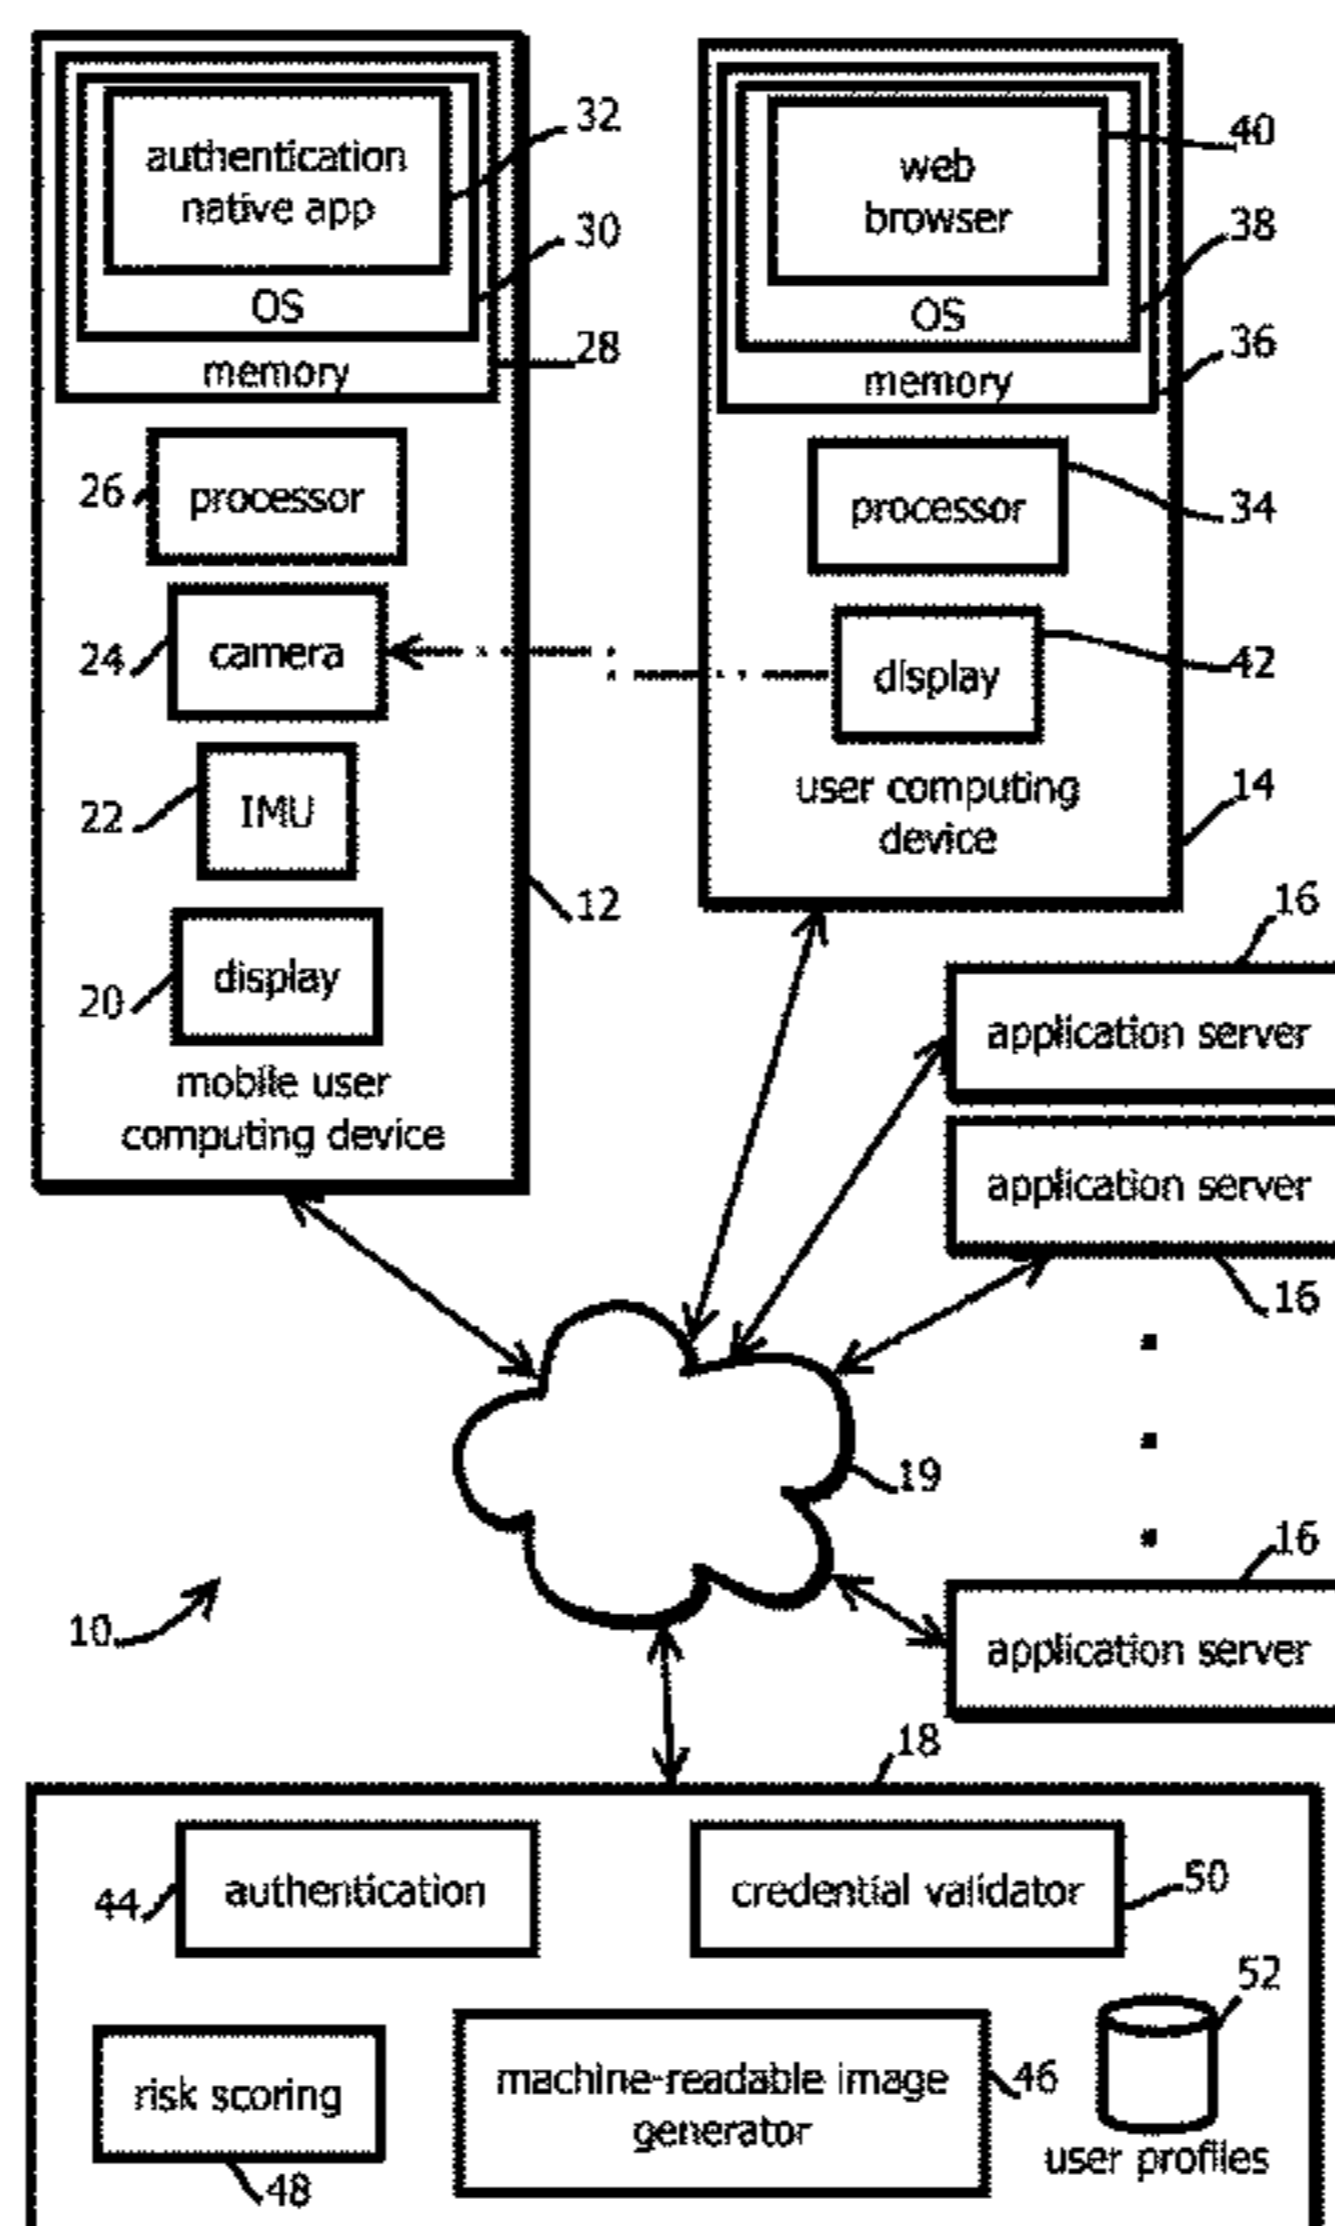 authentication
native app
32
30
OS
28
memory
26
processor
24
camera
22
IMU
12
20
display
mobile user
computing device
web
browser
40
38
OS
36
memory
processor
34
display
42
user computing
device
14
16
application server
application server
16
19
16
application server
10
18
authentication
44
credential validator
50
52
risk scoring
48
machine-readable image
generator
46
user profiles